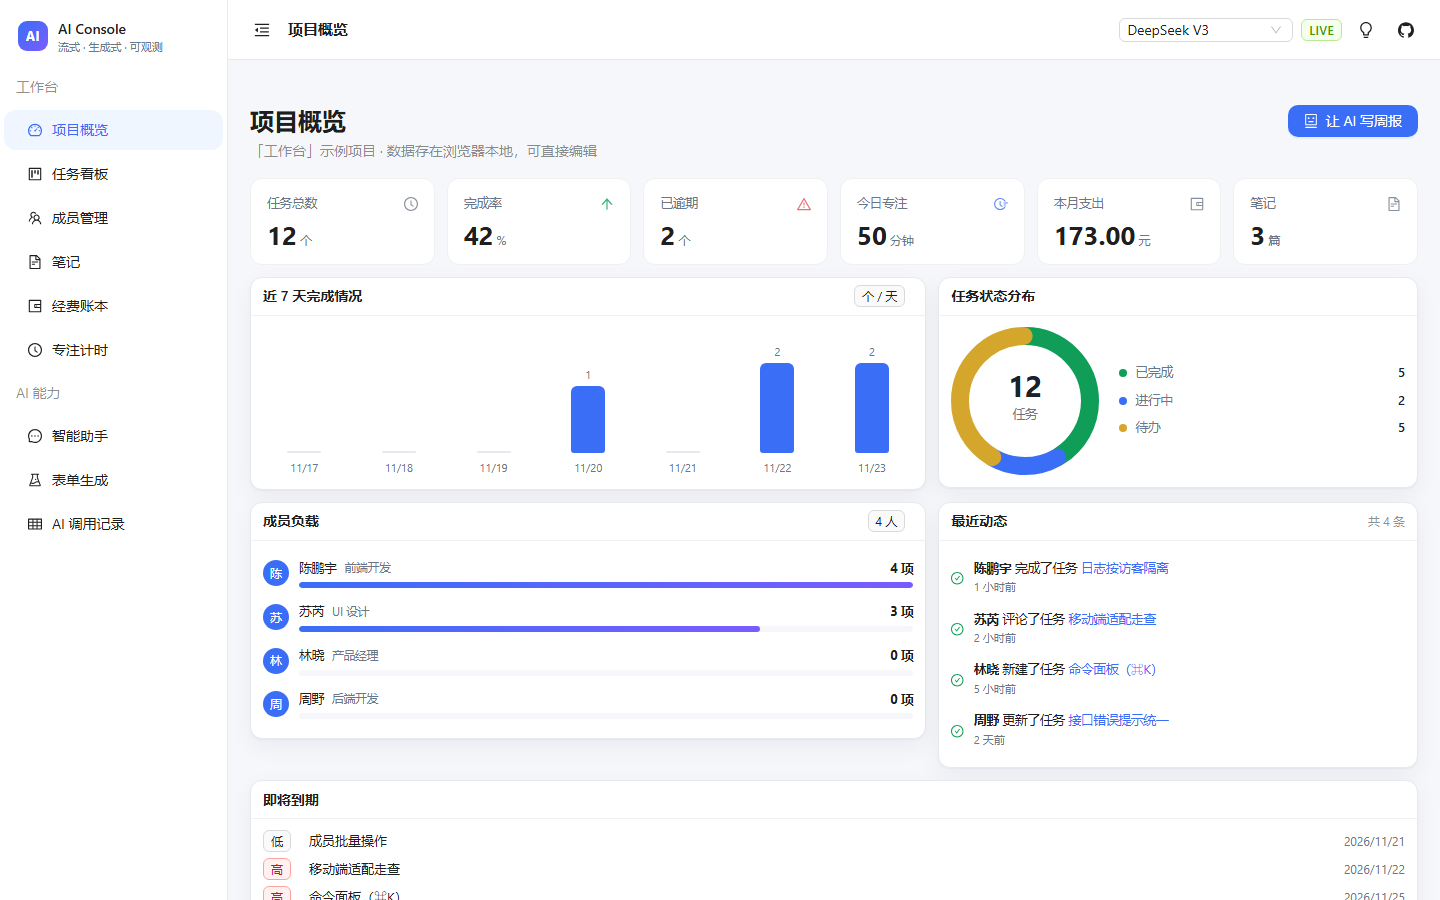 AI
AI Console
流式 · 生成式 · 可观测
工作台
项目概览
任务看板
成员管理
笔记
经费账本
专注计时
AI 能力
智能助手
表单生成
AI 调用记录
项目概览
DeepSeek V3
LIVE
项目概览
「工作台」示例项目 · 数据存在浏览器本地，可直接编辑
让 AI 写周报
任务总数
12 个
完成率
42 %
已逾期
2 个
今日专注
50 分钟
本月支出
173.00 元
笔记
3 篇
近 7 天完成情况
个 / 天
1
2
2
11/17
11/18
11/19
11/20
11/21
11/22
11/23
任务状态分布
12
任务
已完成 5
进行中 2
待办 5
成员负载
4 人
陈
陈鹏宇 前端开发 4 项
苏
苏芮 UI 设计 3 项
林
林晓 产品经理 0 项
周
周野 后端开发 0 项
最近动态
共 4 条
陈鹏宇 完成了任务 日志按访客隔离
1 小时前
苏芮 评论了任务 移动端适配走查
2 小时前
林晓 新建了任务 命令面板（⌘K）
5 小时前
周野 更新了任务 接口错误提示统一
2 天前
即将到期
低 成员批量操作 2026/11/21
高 移动端适配走查 2026/11/22
高 命令面板（⌘K） 2026/11/25